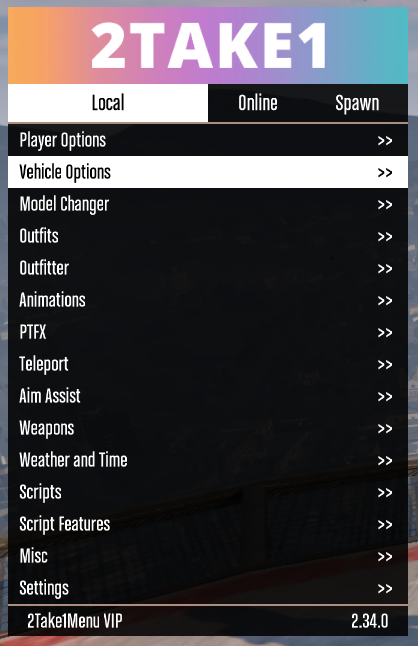 2TAKE1
Local Online Spawn
Player Options >>
Vehicle Options >>
Model Changer >>
Outfits >>
Outfitter >>
Animations >>
PTFX >>
Teleport >>
Aim Assist >>
Weapons >>
Weather and Time >>
Scripts >>
Script Features >>
Misc >>
Settings >>
2Take1Menu VIP 2.34.0